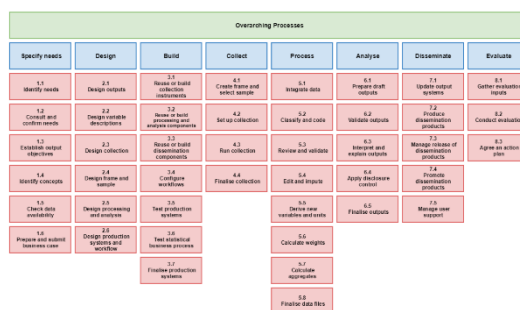 Overarching Processes
Specify needs
Design
Build
Collect
Process
Analyse
Disseminate
Evaluate
1.1
Identify needs
1.2
Consult and
confirm needs
1.3
Establish output
objectives
1.4
Identify concepts
1.5
Check data
availability
1.6
Prepare and submit
business case
2.1
Design outputs
2.2
Design variable
descriptions
2.3
Design collection
2.4
Design frame and
sample
2.5
Design processing
and analysis
2.6
Design production
systems and
workflow
3.1
Reuse or build
collection
instruments
3.2
Reuse or build
processing and
analysis components
3.3
Reuse or build
dissemination
components
3.4
Configure
workflows
3.5
Test production
systems
3.6
Test statistical
business process
3.7
Finalise production
systems
4.1
Create frame and
select sample
4.2
Set up collection
4.3
Run collection
4.4
Finalise collection
5.1
Integrate data
5.2
Classify and code
5.3
Review and validate
5.4
Edit and impute
5.5
Derive new
variables and units
5.6
Calculate weights
5.7
Calculate
aggregates
5.8
Finalise data files
6.1
Prepare draft
outputs
6.2
Validate outputs
6.3
Interpret and
explain outputs
6.4
Apply disclosure
control
6.5
Finalise outputs
7.1
Update output
systems
7.2
Produce
dissemination
products
7.3
Manage release of
dissemination
products
7.4
Promote
dissemination
products
7.5
Manage user
support
8.1
Gather evaluation
inputs
8.2
Conduct evaluation
8.3
Agree an action
plan